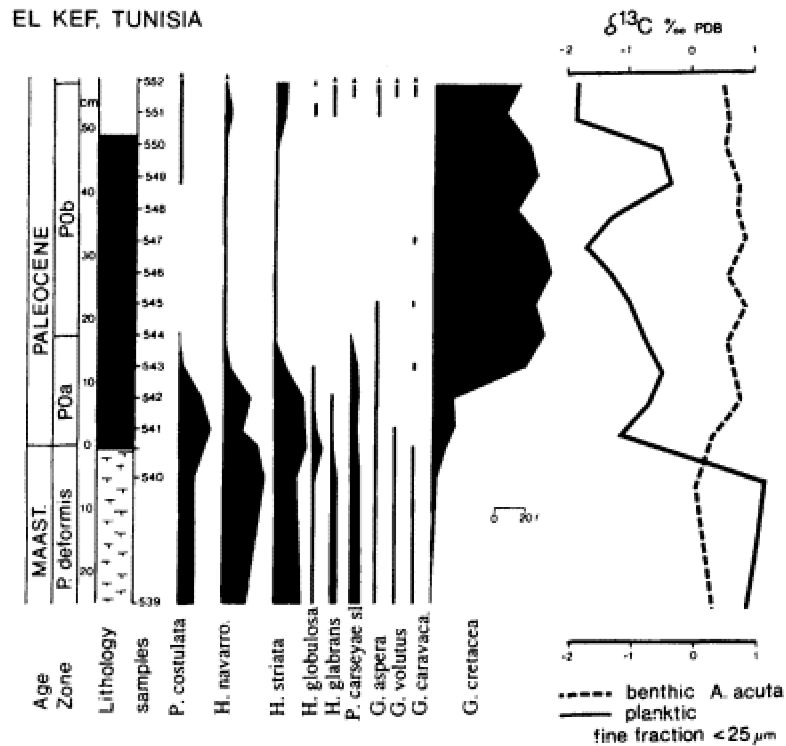 EL KEF, TUNISIA
δ13C ‰ PDB
-2 -1 0 1
552
cm
551
50
550
549
40
548
547
30
546
545
20
544
543
10
542
541
0
540
10
20
539
PALEOCENE
MAAST.
P0b
P0a
P. deformis
0 20
Age
Zone
Lithology
samples
P. costulata
H. navarro.
H. striata
H. globulosa
H. glabrans
P. carseyae sl
G. aspera
G. volutus
G. caravaca.
G. cretacea
-2 -1 0 1
benthic A. acuta
planktic
fine fraction <25 μm